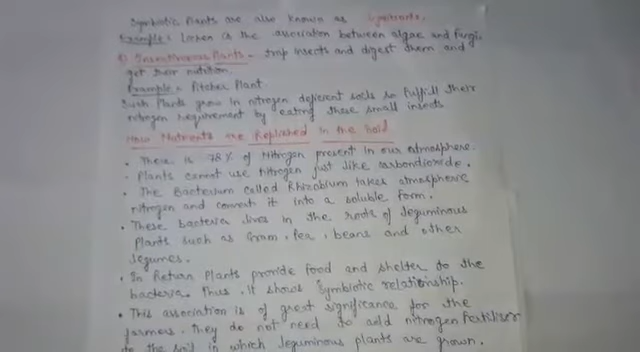 Symbiotic Plants are also known as
Example: Lichen is the association between algae and fungi.
Insectivorous Plants - trap insects and digest them and
get their nutrition.
Example - Pitcher Plant.
Such Plants grow in nitrogen deficient soils so fulfill their
nitrogen requirement by eating these small insects
How Nutrients are Replaced in the Soil
• There is 78% of Nitrogen present in our atmosphere.
• Plants cannot use nitrogen just like carbondioxide.
• The Bacterium called Rhizobium takes atmospheric
nitrogen and convert it into a soluble form.
• These bacteria lives in the roots of leguminous
Plants such as Gram, Pea, beans and other
legumes.
• In Return Plants provide food and shelter to the
bacteria. Thus, It shows Symbiotic relationship.
• This association is of great significance for the
farmers. They do not need to add nitrogen Fertiliser
to the soil in which leguminous plants are grown.